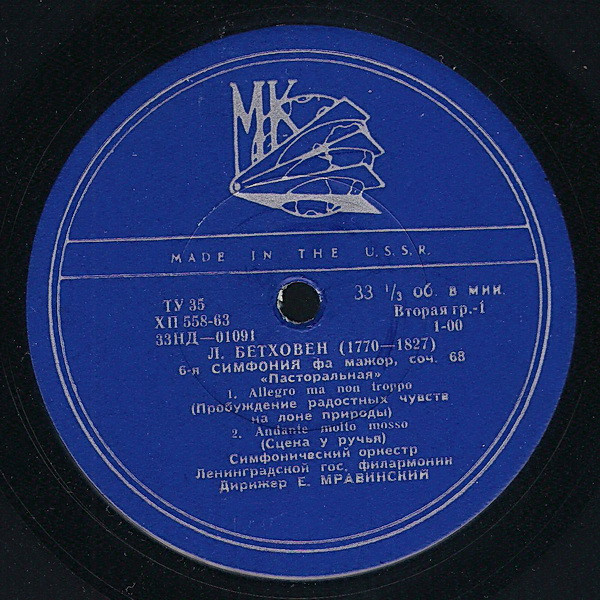 МК
MADE IN THE U.S.S.R.
ТУ 35
ХП 558-63
33НД—01091
33 ⅓ об. в мин.
Вторая гр.-1
1-00
Л. БЕТХОВЕН (1770—1827)
6-я СИМФОНИЯ фа мажор, соч. 68
«Пасторальная»
1. Allegro ma non troppo
(Пробуждение радостных чувств
на лоне природы)
2. Andante molto mosso
(Сцена у ручья)
Симфонический оркестр
Ленинградской гос. филармонии
Дирижер Е. МРАВИНСКИЙ